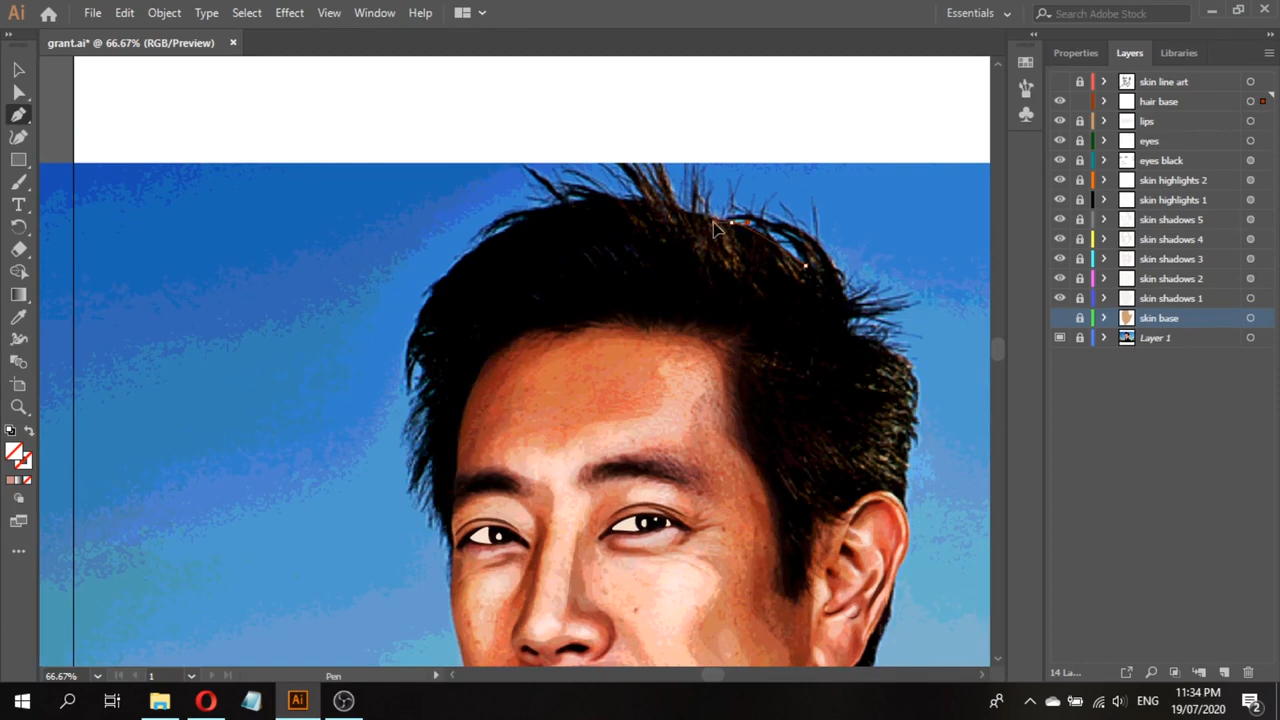 Ai File Edit Object Type Select Effect View Window Help Essentials Search Adobe Stock
grant.ai* @ 66.67% (RGB/Preview) ×
Properties Layers Libraries
skin line art
hair base
lips
eyes
eyes black
skin highlights 2
skin highlights 1
skin shadows 5
skin shadows 4
skin shadows 3
skin shadows 2
skin shadows 1
skin base
Layer 1
66.67% 1 Pen 14 La...
Ai ENG 11:34 PM
19/07/2020 2